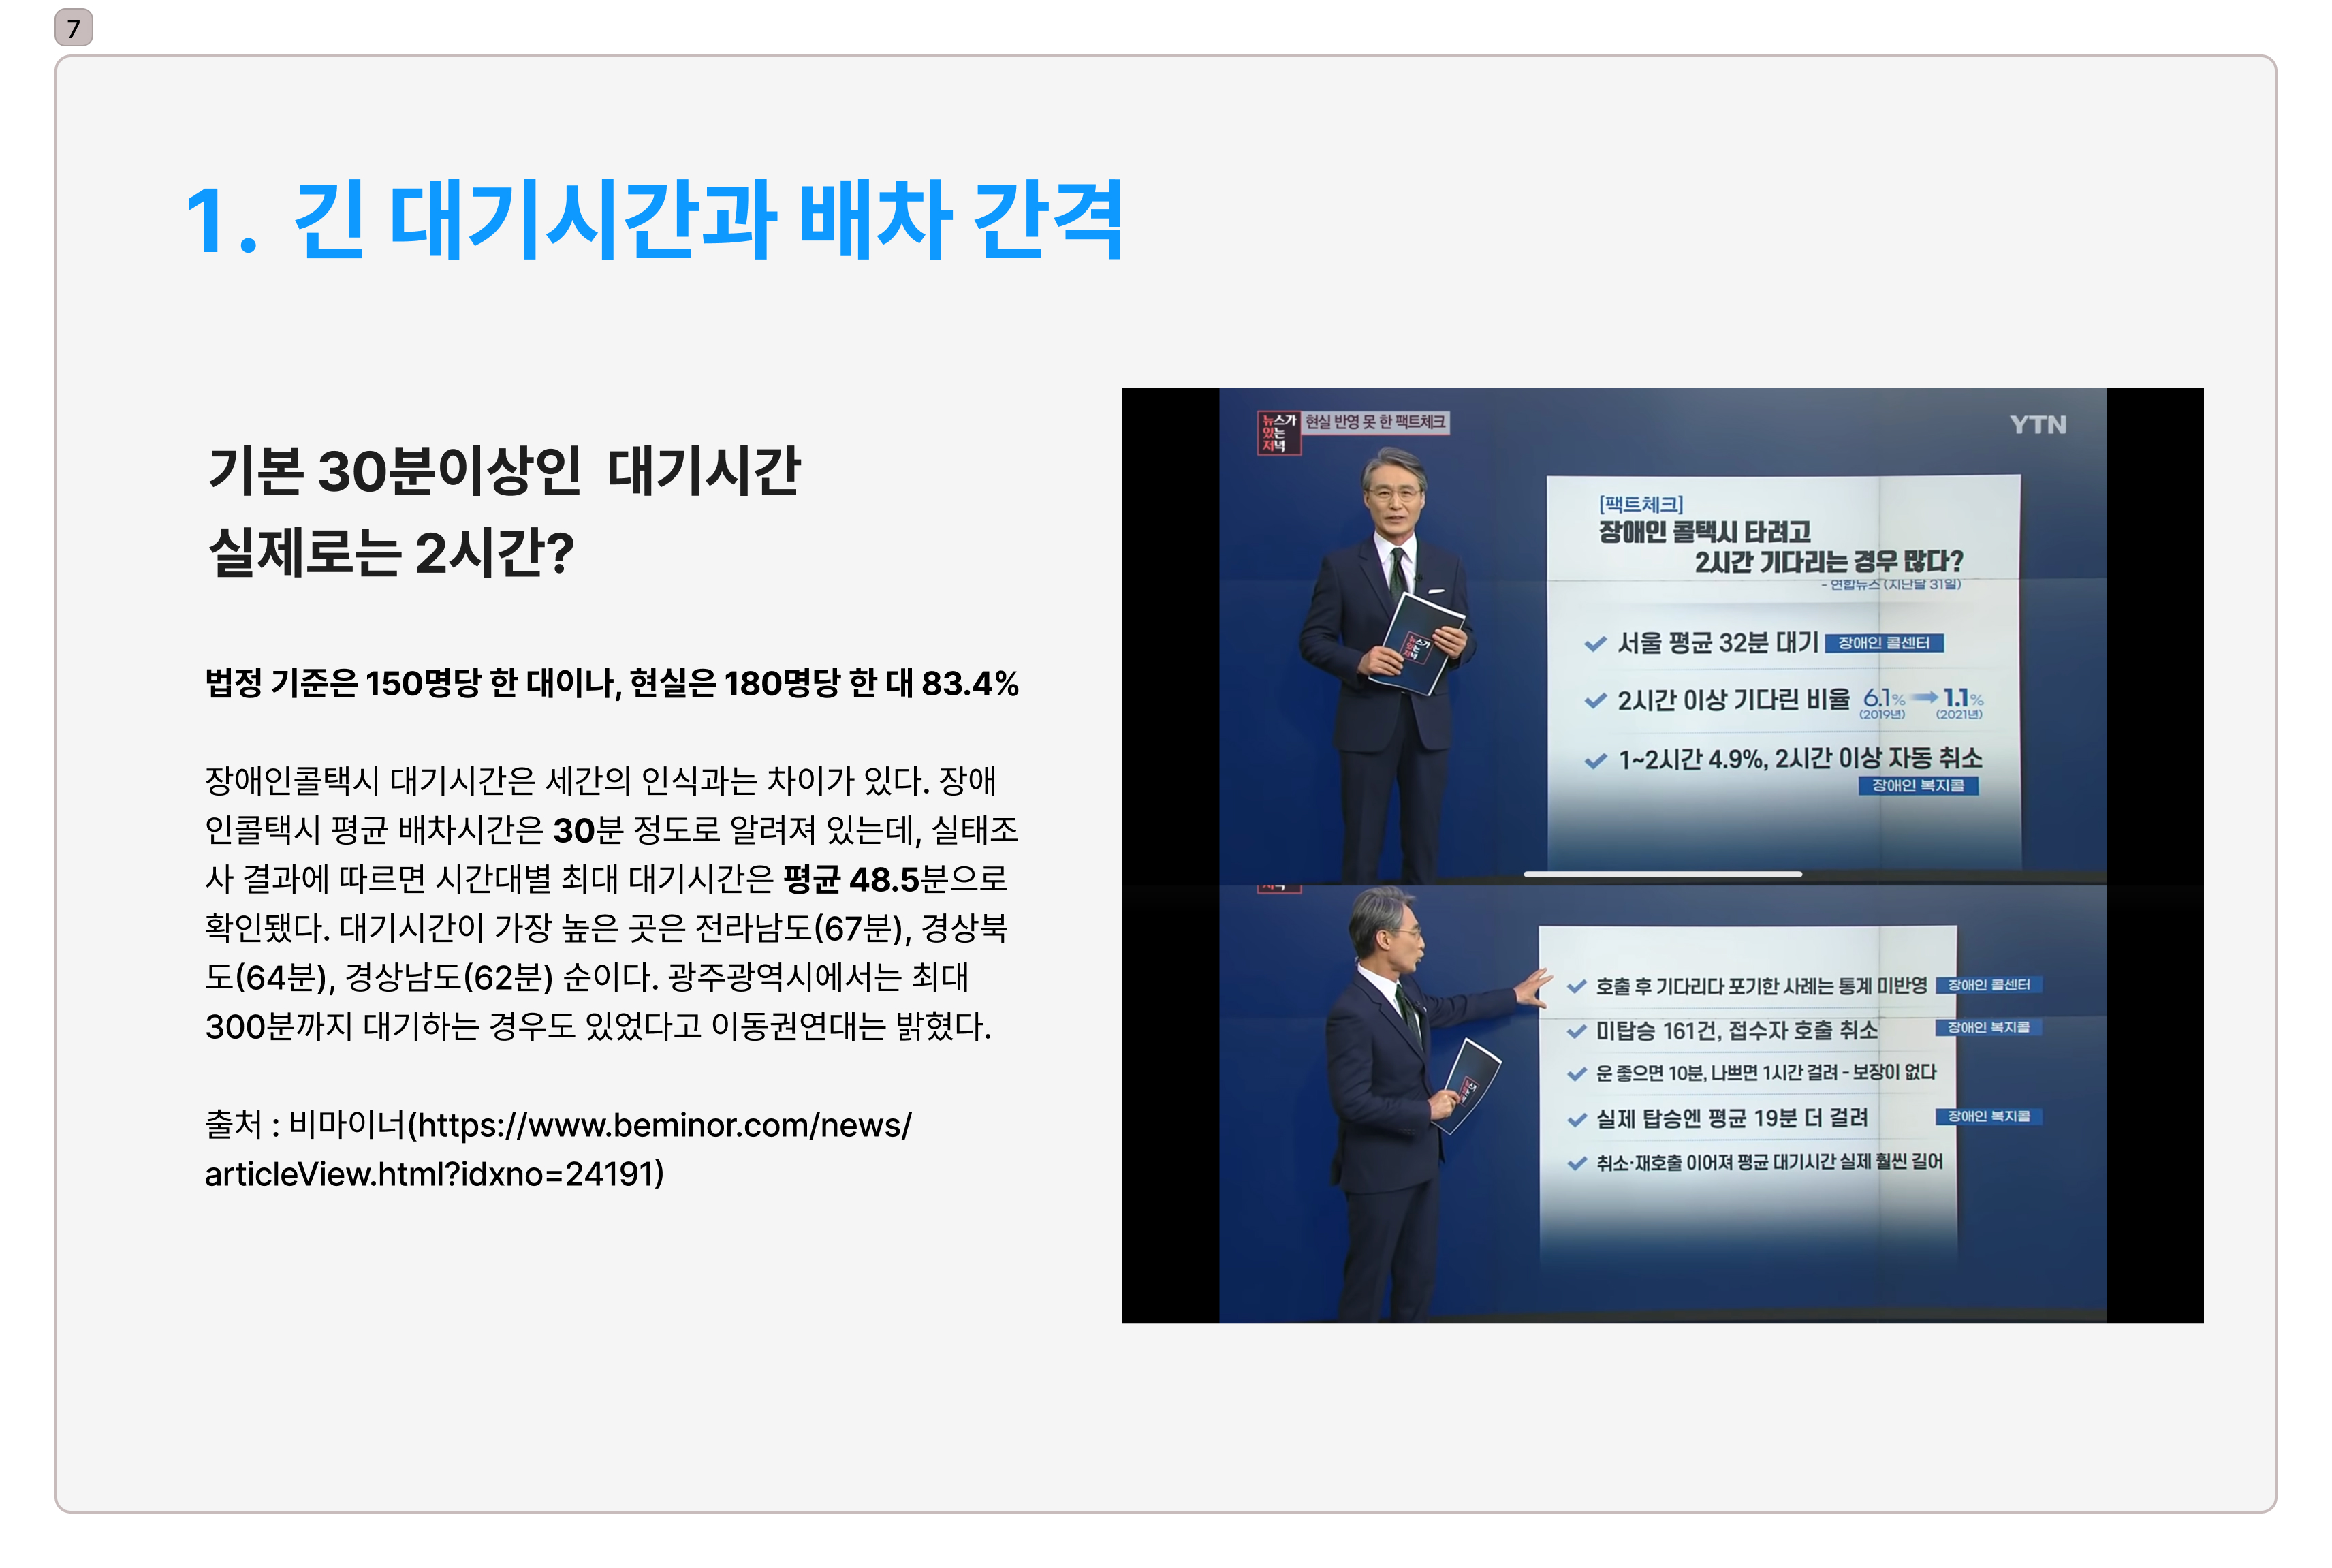 7
1. 긴 대기시간과 배차 간격
기본 30분이상인  대기시간
실제로는 2시간?
법정 기준은 150명당 한 대이나, 현실은 180명당 한 대 83.4%
장애인콜택시 대기시간은 세간의 인식과는 차이가 있다. 장애
인콜택시 평균 배차시간은 30분 정도로 알려져 있는데, 실태조
사 결과에 따르면 시간대별 최대 대기시간은 평균 48.5분으로
확인됐다. 대기시간이 가장 높은 곳은 전라남도(67분), 경상북
도(64분), 경상남도(62분) 순이다. 광주광역시에서는 최대
300분까지 대기하는 경우도 있었다고 이동권연대는 밝혔다.
출처 : 비마이너(https://www.beminor.com/news/
articleView.html?idxno=24191)
뉴스가
있는
저녁
현실 반영 못 한 팩트체크
YTN
[팩트체크]
장애인 콜택시 타려고
2시간 기다리는 경우 많다?
- 연합뉴스 (지난달 31일)
서울 평균 32분 대기 장애인 콜센터
2시간 이상 기다린 비율 6.1% 1.1%
(2019년) (2021년)
1~2시간 4.9%, 2시간 이상 자동 취소
장애인 복지콜
호출 후 기다리다 포기한 사례는 통계 미반영 장애인 콜센터
미탑승 161건, 접수자 호출 취소 장애인 복지콜
운 좋으면 10분, 나쁘면 1시간 걸려 - 보장이 없다
실제 탑승엔 평균 19분 더 걸려 장애인 복지콜
취소·재호출 이어져 평균 대기시간 실제 훨씬 길어